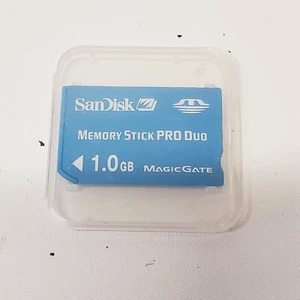 SanDisk
MEMORY STICK PRO DUO
1.0GB MAGICGATE